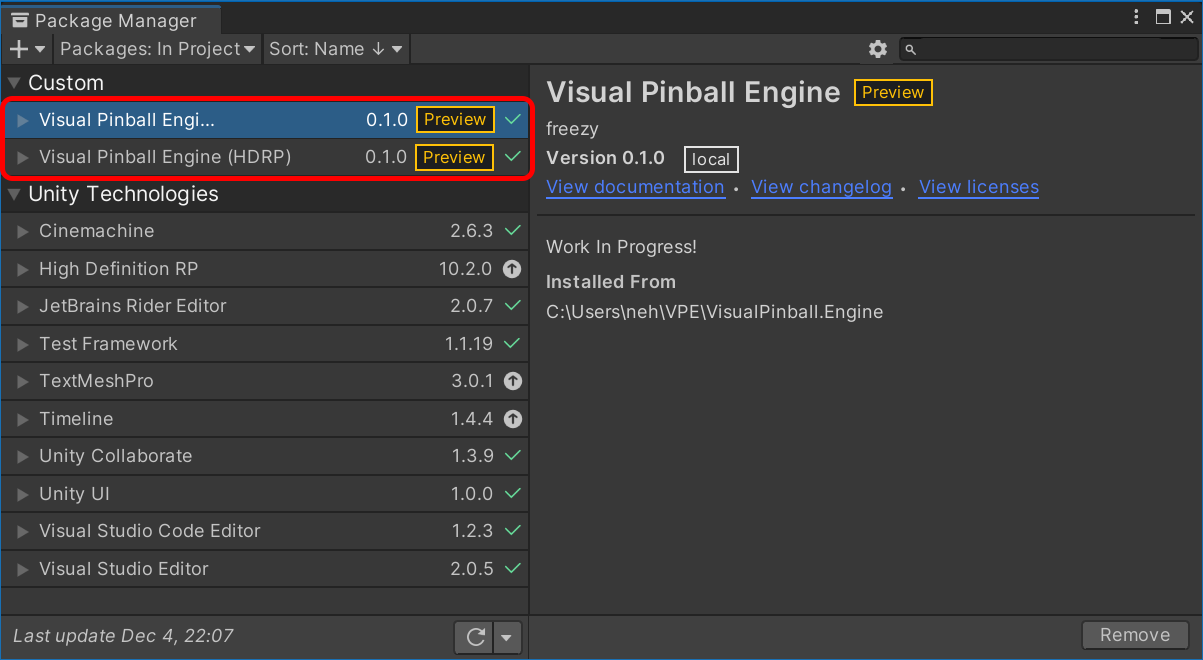 Package Manager
Packages: In Project Sort: Name ↓
Custom
Visual Pinball Engi... 0.1.0 Preview
Visual Pinball Engine (HDRP) 0.1.0 Preview
Unity Technologies
Cinemachine 2.6.3
High Definition RP 10.2.0
JetBrains Rider Editor 2.0.7
Test Framework 1.1.19
TextMeshPro 3.0.1
Timeline 1.4.4
Unity Collaborate 1.3.9
Unity UI 1.0.0
Visual Studio Code Editor 1.2.3
Visual Studio Editor 2.0.5
Last update Dec 4, 22:07
Visual Pinball Engine Preview
freezy
Version 0.1.0 local
View documentation • View changelog • View licenses
Work In Progress!
Installed From
C:\Users\neh\VPE\VisualPinball.Engine
Remove